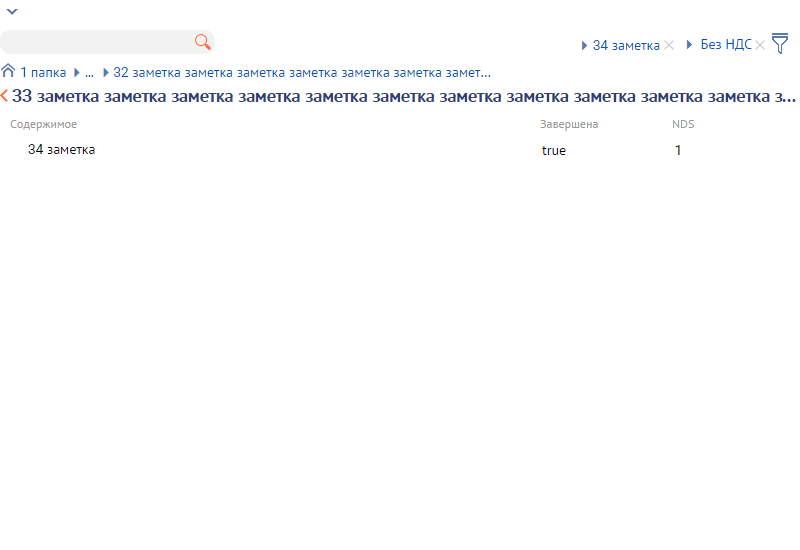 34 заметка Без НДС
1 папка ... 32 заметка заметка заметка заметка заметка заметка замет...
33 заметка заметка заметка заметка заметка заметка заметка заметка заметка заметка заметка з...
Содержимое Завершена NDS
34 заметка true 1